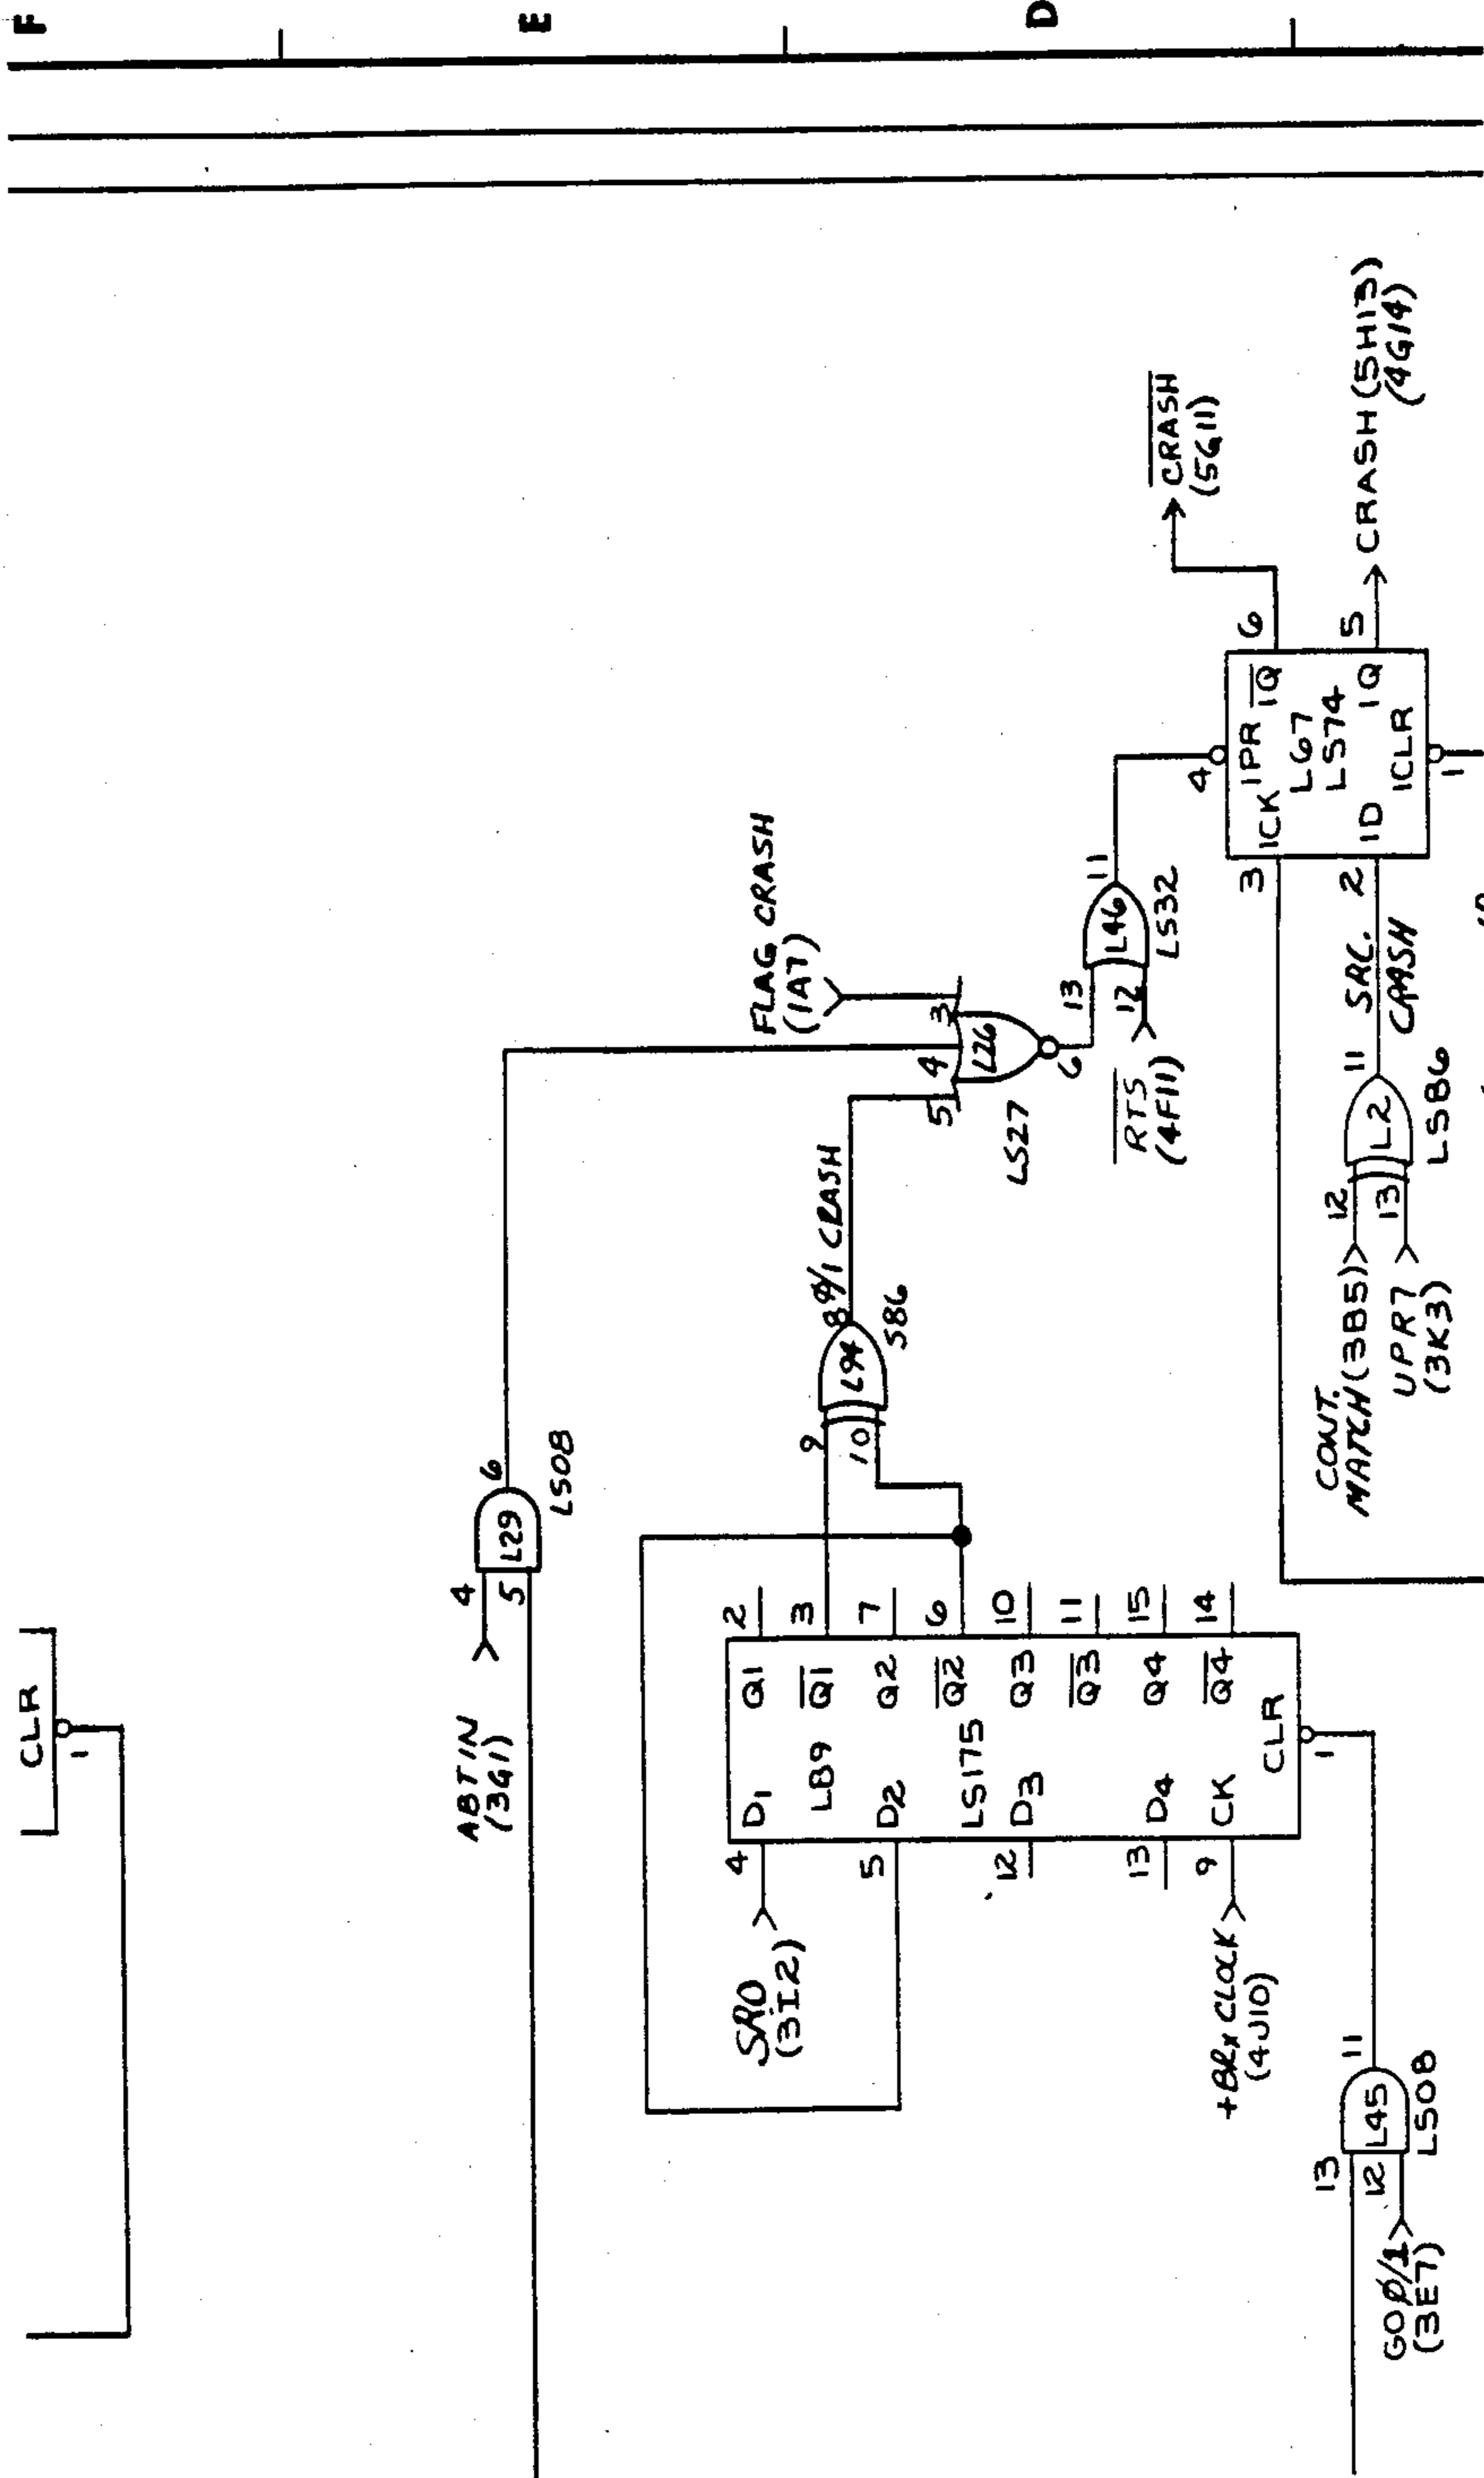 F
E
D
CLR
1
ABTIN
(3G1)
4
5
L29
6
LS08
FLAG CRASH
(1A7)
5
4
3
L26
6
LS27
SRO
(3I2)
4
D1
Q1
2
L89
Q1
3
5
D2
Q2
7
LS175
Q2
6
12
D3
Q3
10
Q3
11
13
D4
Q4
15
+BRX CLOCK
(4J10)
9
CK
Q4
14
CLR
1
9
10
L94
8
Ø/1 CRASH
S86
RTS
(4F11)
13
12
L46
11
LS32
GOØ/1
(3E7)
13
12
L45
11
LS08
CONT.
MATCH (3B5)
UPR7
(3K3)
12
13
L2
11
SRC.
CRASH
LS86
3
1CK
4
1PR
1Q
6
L67
LS74
2
1D
1Q
5
1CLR
1
CRASH
(5G11)
CRASH (5H13)
(4G14)